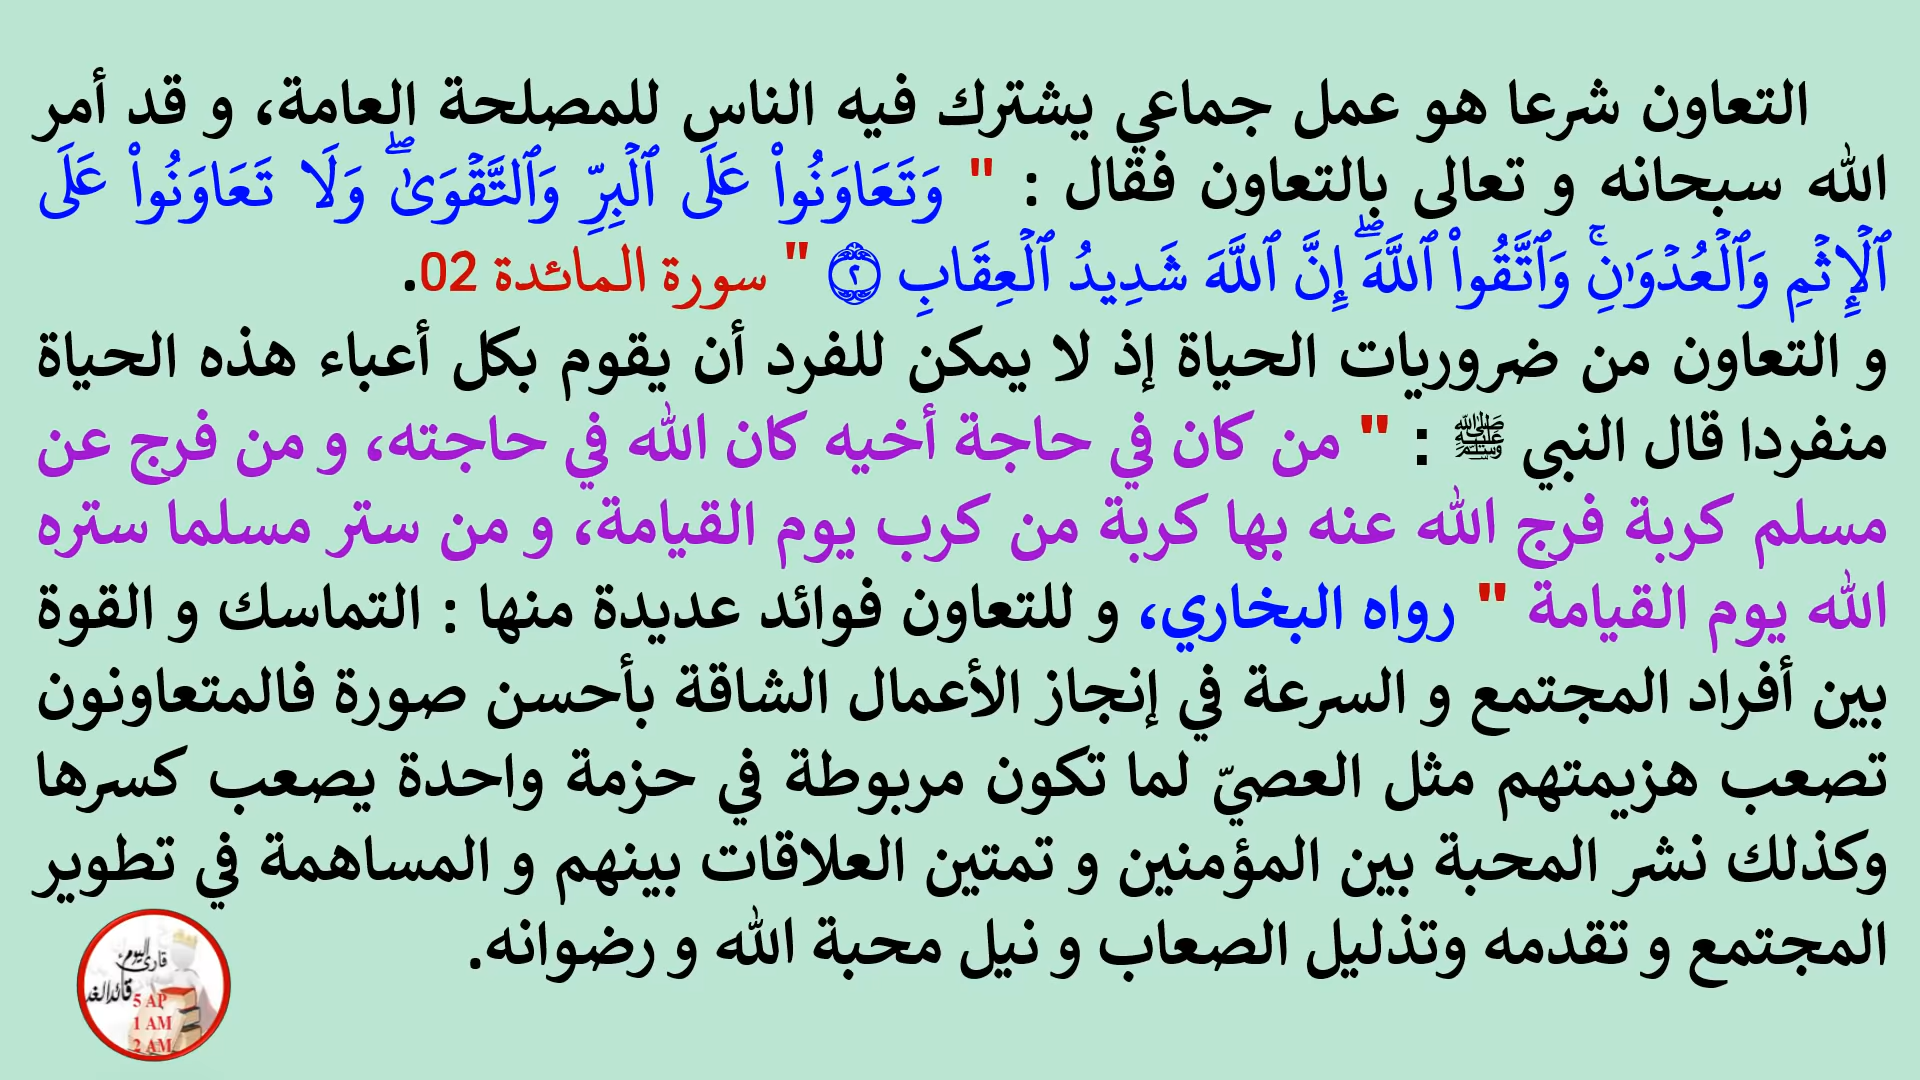 التعاون شرعا هو عمل جماعي يشترك فيه الناس للمصلحة العامة، و قد أمر
الله سبحانه و تعالى بالتعاون فقال : " وَتَعَاوَنُوا۟ عَلَى ٱلْبِرِّ وَٱلتَّقْوَىٰ ۖ وَلَا تَعَاوَنُوا۟ عَلَى
ٱلْإِثْمِ وَٱلْعُدْوَٰنِ ۚ وَٱتَّقُوا۟ ٱللَّهَ ۖ إِنَّ ٱللَّهَ شَدِيدُ ٱلْعِقَابِ ٢ " سورة المائدة 02.
و التعاون من ضروريات الحياة إذ لا يمكن للفرد أن يقوم بكل أعباء هذه الحياة
منفردا قال النبي ﷺ : " من كان في حاجة أخيه كان الله في حاجته، و من فرج عن
مسلم كربة فرج الله عنه بها كربة من كرب يوم القيامة، و من ستر مسلما ستره
الله يوم القيامة " رواه البخاري، و للتعاون فوائد عديدة منها : التماسك و القوة
بين أفراد المجتمع و السرعة في إنجاز الأعمال الشاقة بأحسن صورة فالمتعاونون
تصعب هزيمتهم مثل العصيّ لما تكون مربوطة في حزمة واحدة يصعب كسرها
وكذلك نشر المحبة بين المؤمنين و تمتين العلاقات بينهم و المساهمة في تطوير
المجتمع و تقدمه وتذليل الصعاب و نيل محبة الله و رضوانه.
قارئ اليوم
قائد الغد
5 AP
1 AM
2 AM